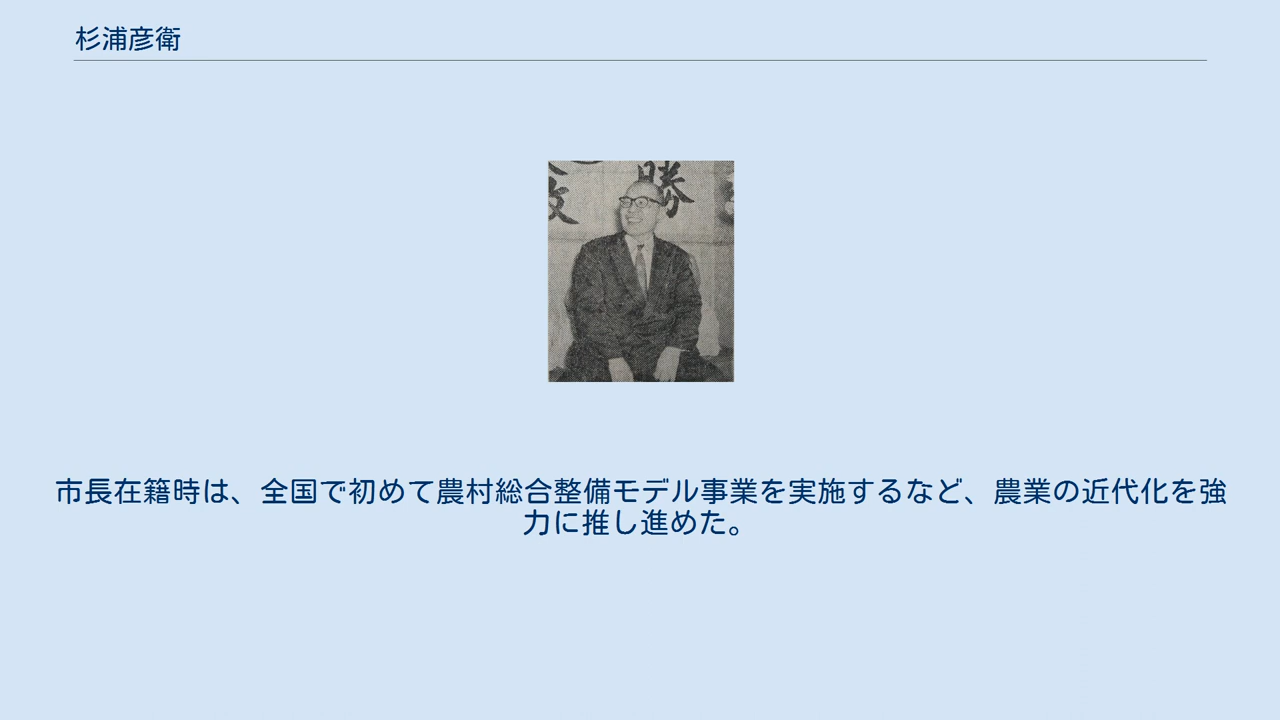 杉浦彦衛
勝
市長在籍時は、全国で初めて農村総合整備モデル事業を実施するなど、農業の近代化を強
力に推し進めた。